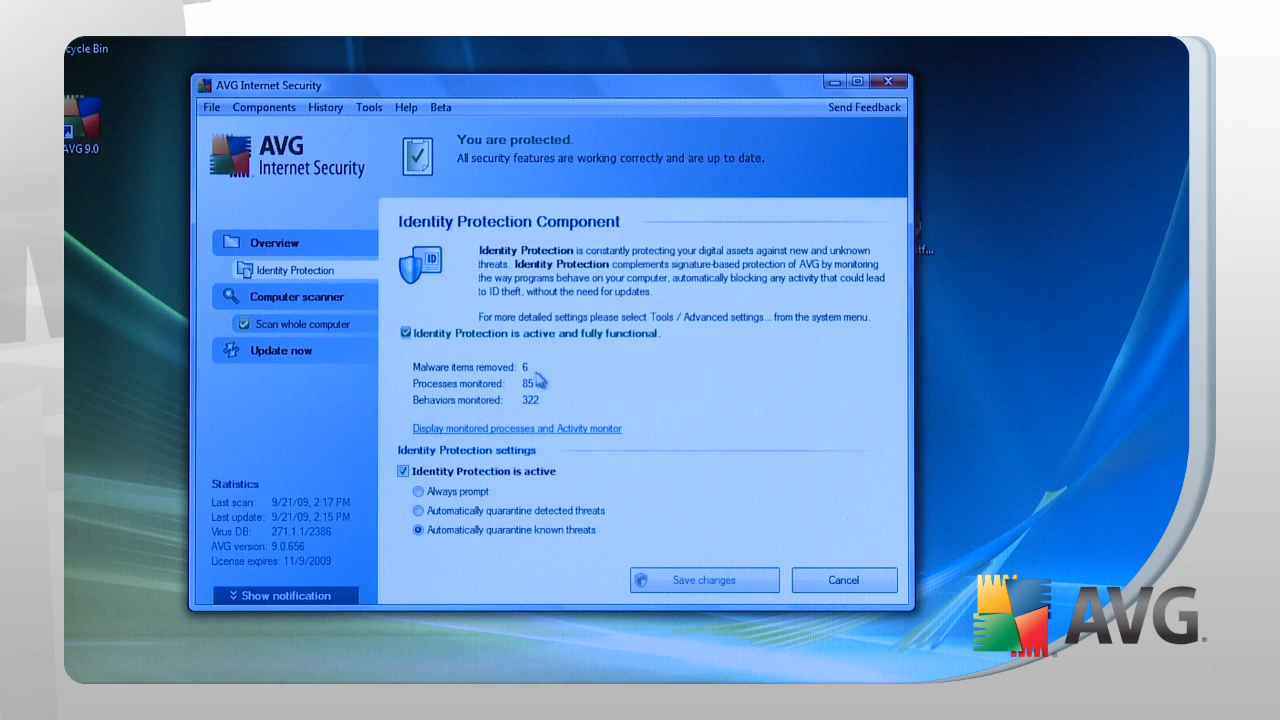 cycle Bin
AVG 9.0
AVG Internet Security
File Components History Tools Help Beta
Send Feedback
AVG
Internet Security
You are protected.
All security features are working correctly and are up to date.
Overview
Identity Protection
Computer scanner
Scan whole computer
Update now
Statistics
Last scan: 9/21/09, 2:17 PM
Last update: 9/21/09, 2:15 PM
Virus DB: 271.1.1/2386
AVG version: 9.0.656
License expires: 11/9/2009
Show notification
Identity Protection Component
ID
Identity Protection is constantly protecting your digital assets against new and unknown
threats. Identity Protection complements signature-based protection of AVG by monitoring
the way programs behave on your computer, automatically blocking any activity that could lead
to ID theft, without the need for updates.
For more detailed settings please select Tools / Advanced settings... from the system menu.
Identity Protection is active and fully functional.
Malware items removed: 6
Processes monitored: 85
Behaviors monitored: 322
Display monitored processes and Activity monitor
Identity Protection settings
Identity Protection is active
Always prompt
Automatically quarantine detected threats
Automatically quarantine known threats
Save changes
Cancel
tf...
AVG®